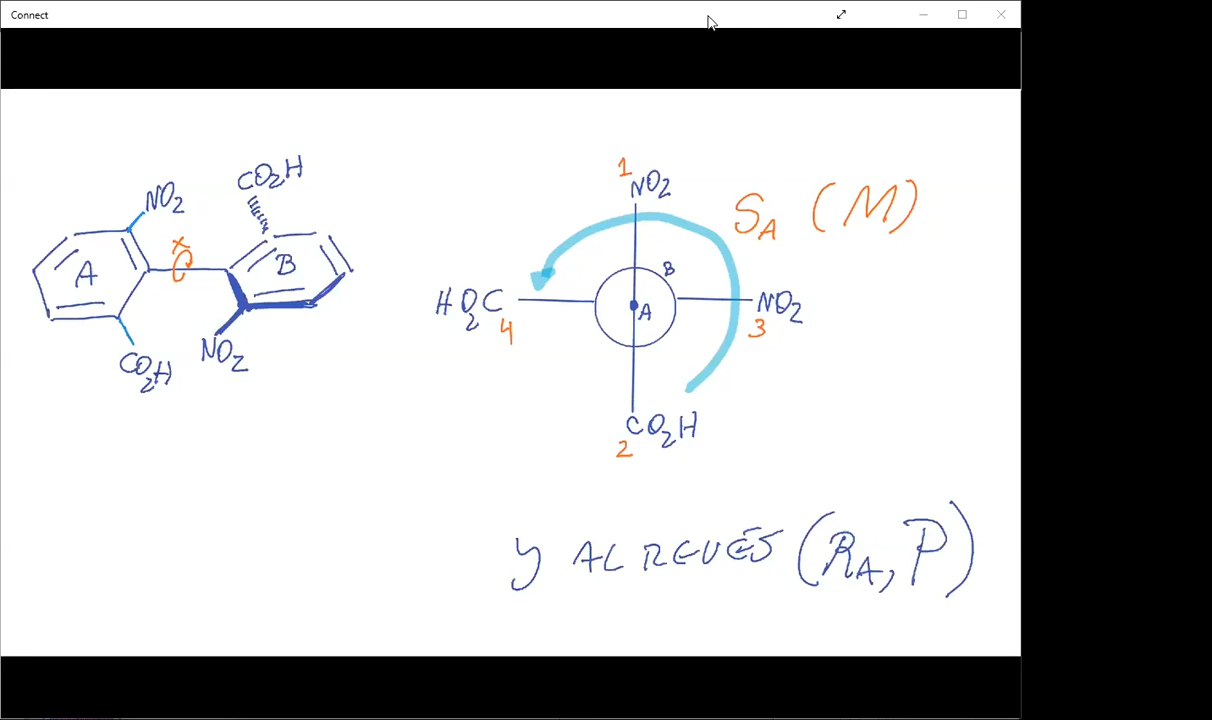 Connect
NO2
CO2H
A
B
NO2
CO2H
1
NO2
SA (M)
B
HO2C
A
NO2
4
3
CO2H
2
Y AL REVÉS (RA, P)